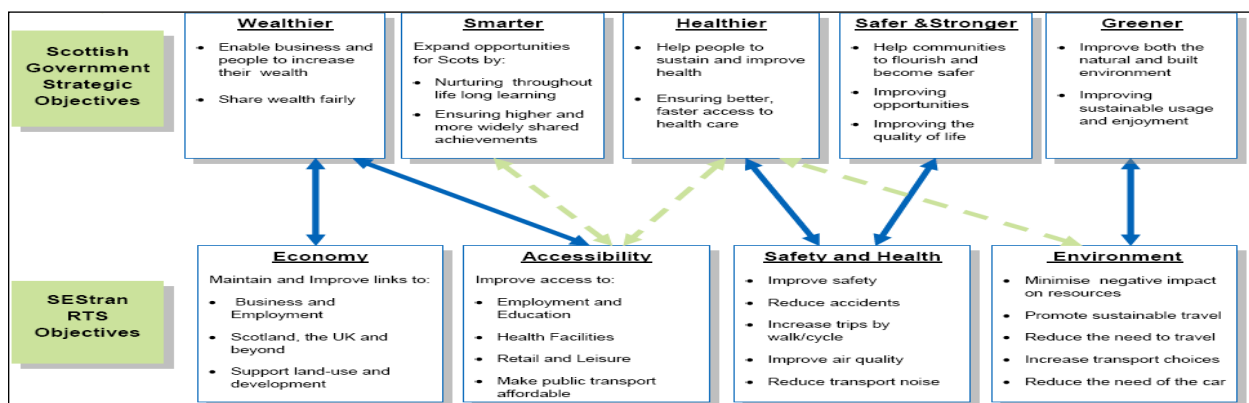 Scottish
Government
Strategic
Objectives
Wealthier
• Enable business and
people to increase
their wealth
• Share wealth fairly
Smarter
Expand opportunities
for Scots by:
• Nurturing throughout
life long learning
• Ensuring higher and
more widely shared
achievements
Healthier
• Help people to
sustain and improve
health
• Ensuring better,
faster access to
health care
Safer &Stronger
• Help communities
to flourish and
become safer
• Improving
opportunities
• Improving the
quality of life
Greener
• Improve both the
natural and built
environment
• Improving
sustainable usage
and enjoyment
SEStran
RTS
Objectives
Economy
Maintain and Improve links to:
• Business and
Employment
• Scotland, the UK and
beyond
• Support land-use and
development
Accessibility
Improve access to:
• Employment and
Education
• Health Facilities
• Retail and Leisure
• Make public transport
affordable
Safety and Health
• Improve safety
• Reduce accidents
• Increase trips by
walk/cycle
• Improve air quality
• Reduce transport noise
Environment
• Minimise negative impact
on resources
• Promote sustainable travel
• Reduce the need to travel
• Increase transport choices
• Reduce the need of the car